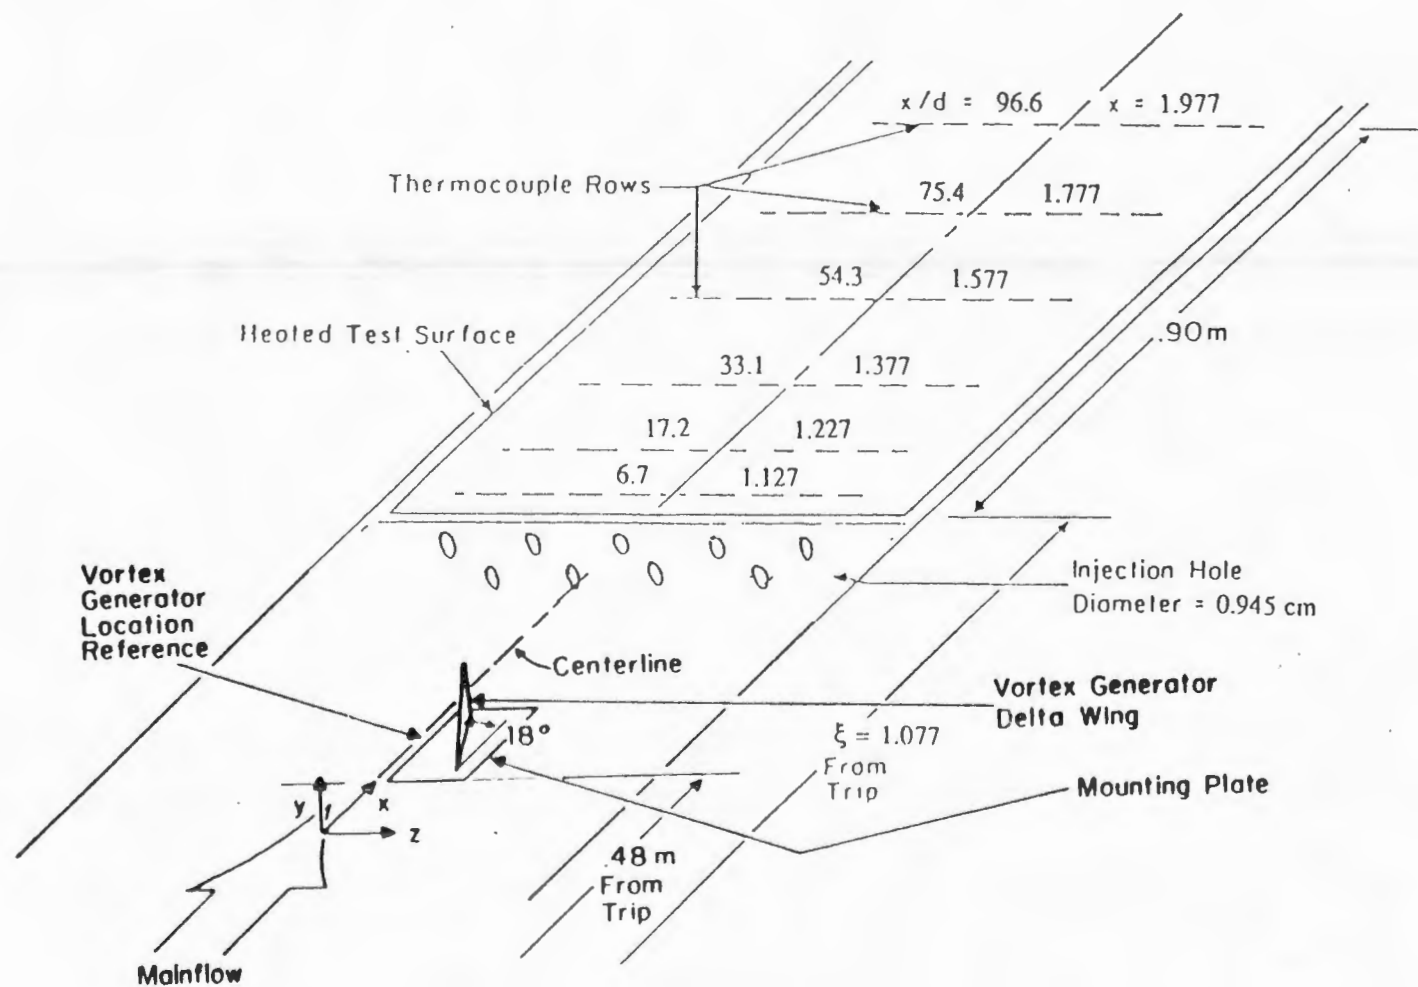 x/d = 96.6 x = 1.977
Thermocouple Rows
75.4 1.777
54.3 1.577
Heated Test Surface
.90m
33.1 1.377
17.2 1.227
6.7 1.127
Vortex
Generator
Location
Reference
Injection Hole
Diameter = 0.945 cm
Centerline
Vortex Generator
Delta Wing
18°
ξ = 1.077
From
Trip
Mounting Plate
y x
z
.48 m
From
Trip
Mainflow